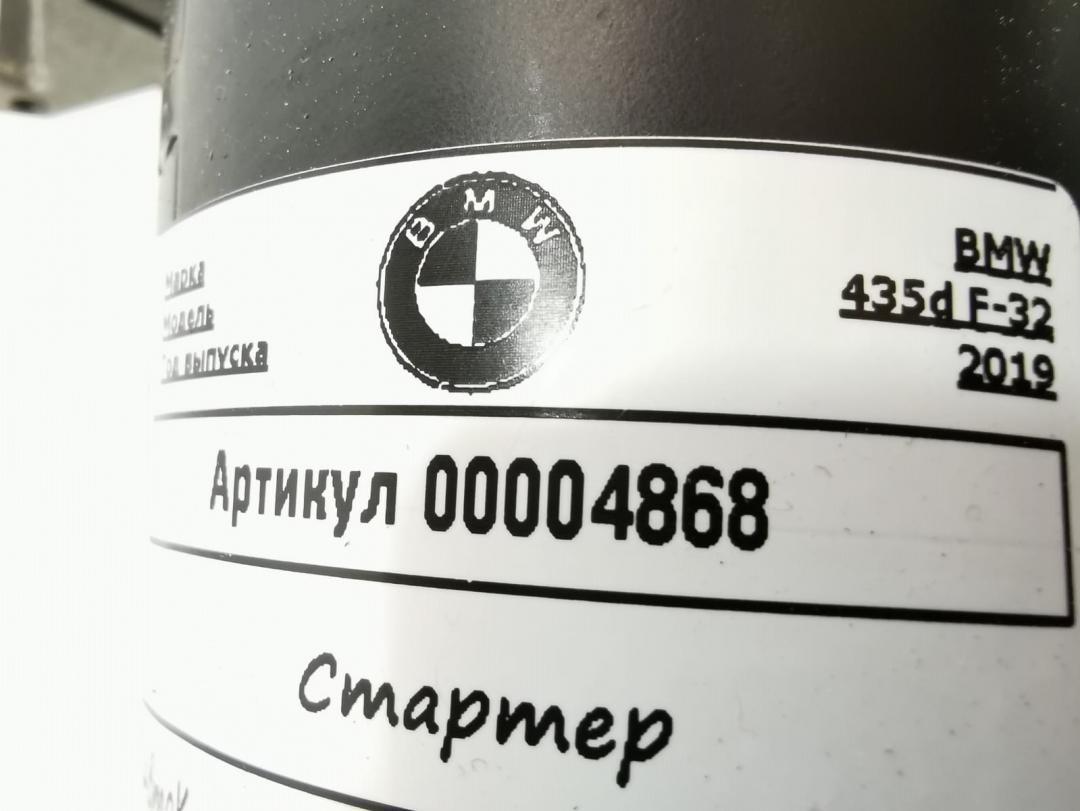 BMW
Марка BMW
Модель 435d F-32
Год выпуска 2019
Артикул 00004868
Стартер